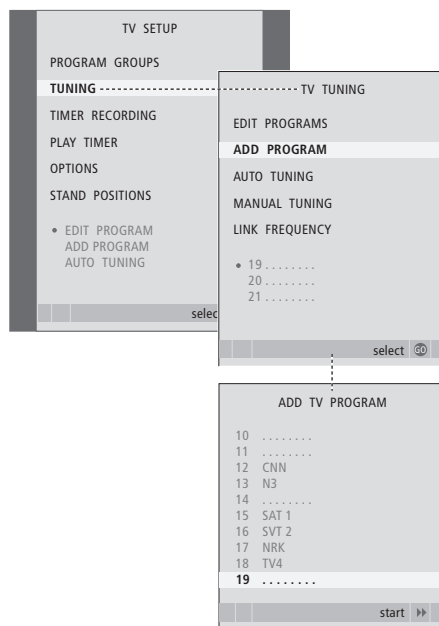 TV SETUP
PROGRAM GROUPS
TUNING
TIMER RECORDING
PLAY TIMER
OPTIONS
STAND POSITIONS
• EDIT PROGRAM
ADD PROGRAM
AUTO TUNING
selec
TV TUNING
EDIT PROGRAMS
ADD PROGRAM
AUTO TUNING
MANUAL TUNING
LINK FREQUENCY
• 19 . . . . . . . .
20 . . . . . . . .
21 . . . . . . . .
select GO
ADD TV PROGRAM
10 . . . . . . . .
11 . . . . . . . .
12 CNN
13 N3
14 . . . . . . . .
15 SAT 1
16 SVT 2
17 NRK
18 TV4
19 . . . . . . . .
start